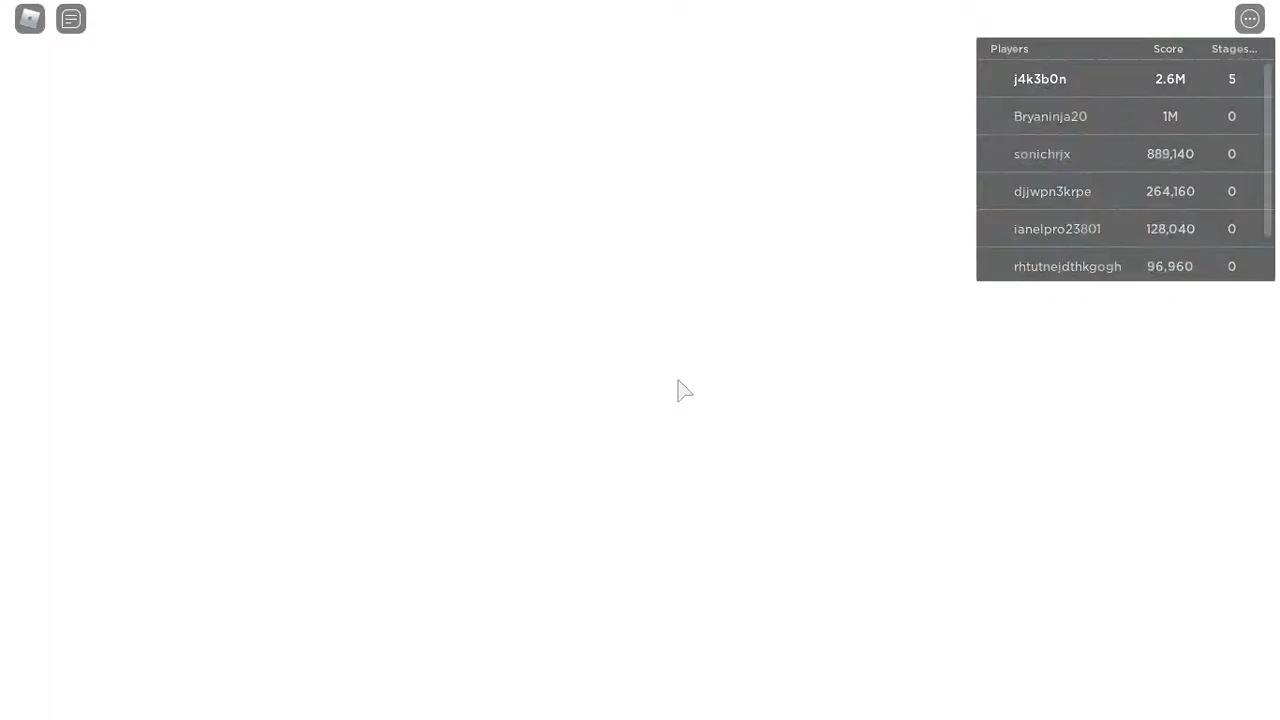 Players Score Stages...
j4k3b0n 2.6M 5
Bryaninja20 1M 0
sonichrjx 889,140 0
djjwpn3krpe 264,160 0
ianelpro23801 128,040 0
rhtutnejdthkgogh 96,960 0